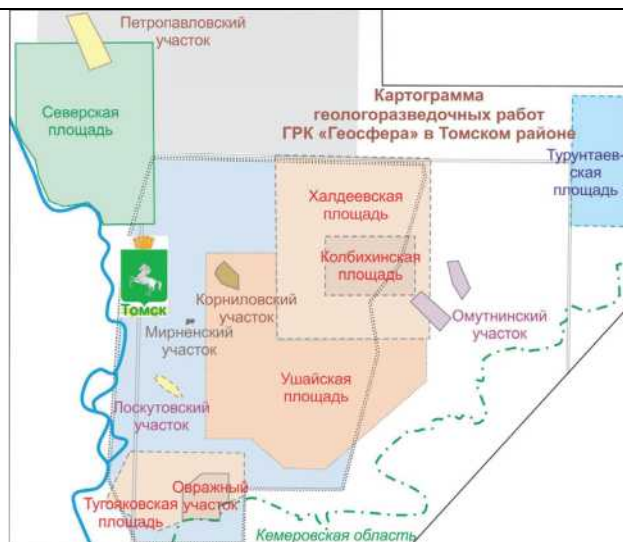 Петропавловский
участок
Картограмма
геологоразведочных работ
ГРК «Геосфера» в Томском районе
Северская
площадь
Турунтаев-
ская
площадь
Халдеевская
площадь
Колбихинская
площадь
Томск
Корниловский
участок
Омутнинский
участок
Мирненский
участок
Ушайская
площадь
Лоскутовский
участок
Овражный
участок
Тугояковская
площадь
Кемеровская область